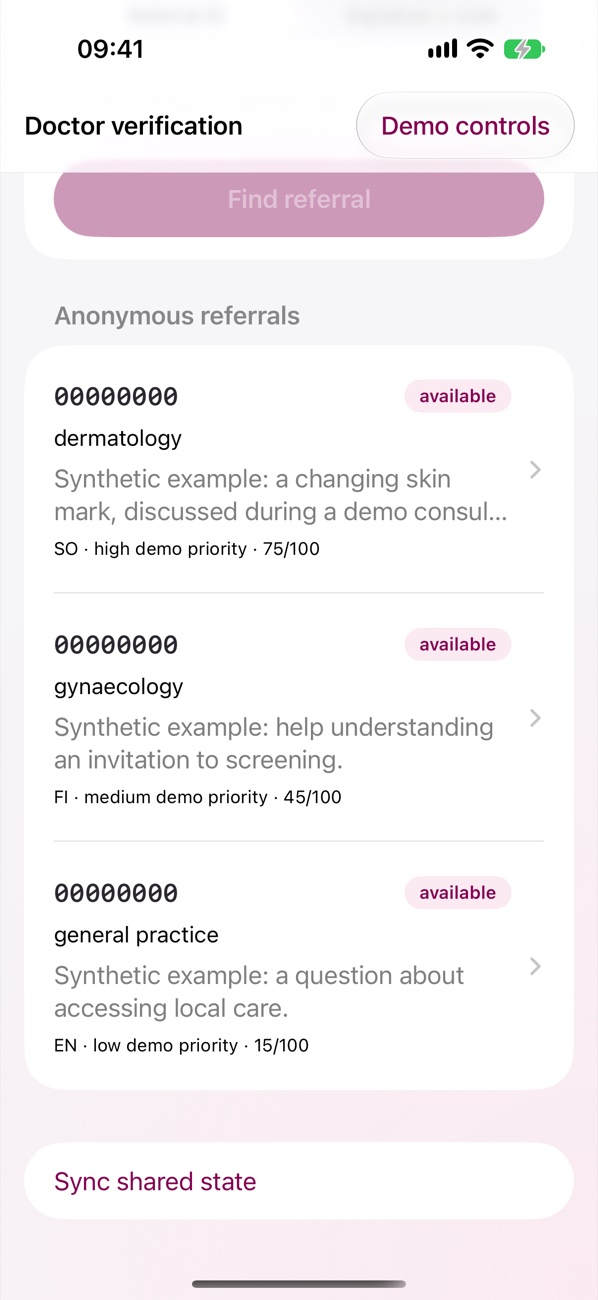 09:41
Doctor verification
Demo controls
Find referral
Anonymous referrals
00000000
available
dermatology
Synthetic example: a changing skin
mark, discussed during a demo consul...
SO · high demo priority · 75/100
00000000
available
gynaecology
Synthetic example: help understanding
an invitation to screening.
FI · medium demo priority · 45/100
00000000
available
general practice
Synthetic example: a question about
accessing local care.
EN · low demo priority · 15/100
Sync shared state